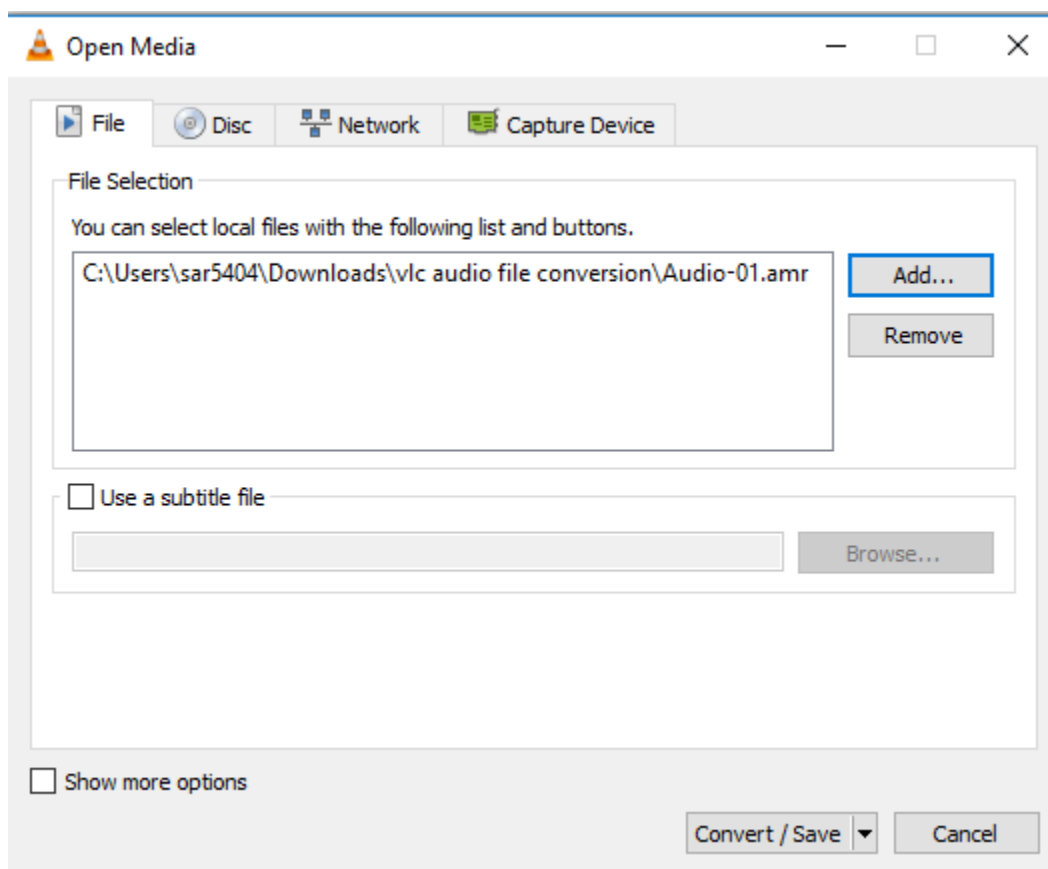 Open Media
File Disc Network Capture Device
File Selection
You can select local files with the following list and buttons.
C:\Users\sar5404\Downloads\vlc audio file conversion\Audio-01.amr
Add...
Remove
Use a subtitle file
Browse...
Show more options
Convert / Save Cancel